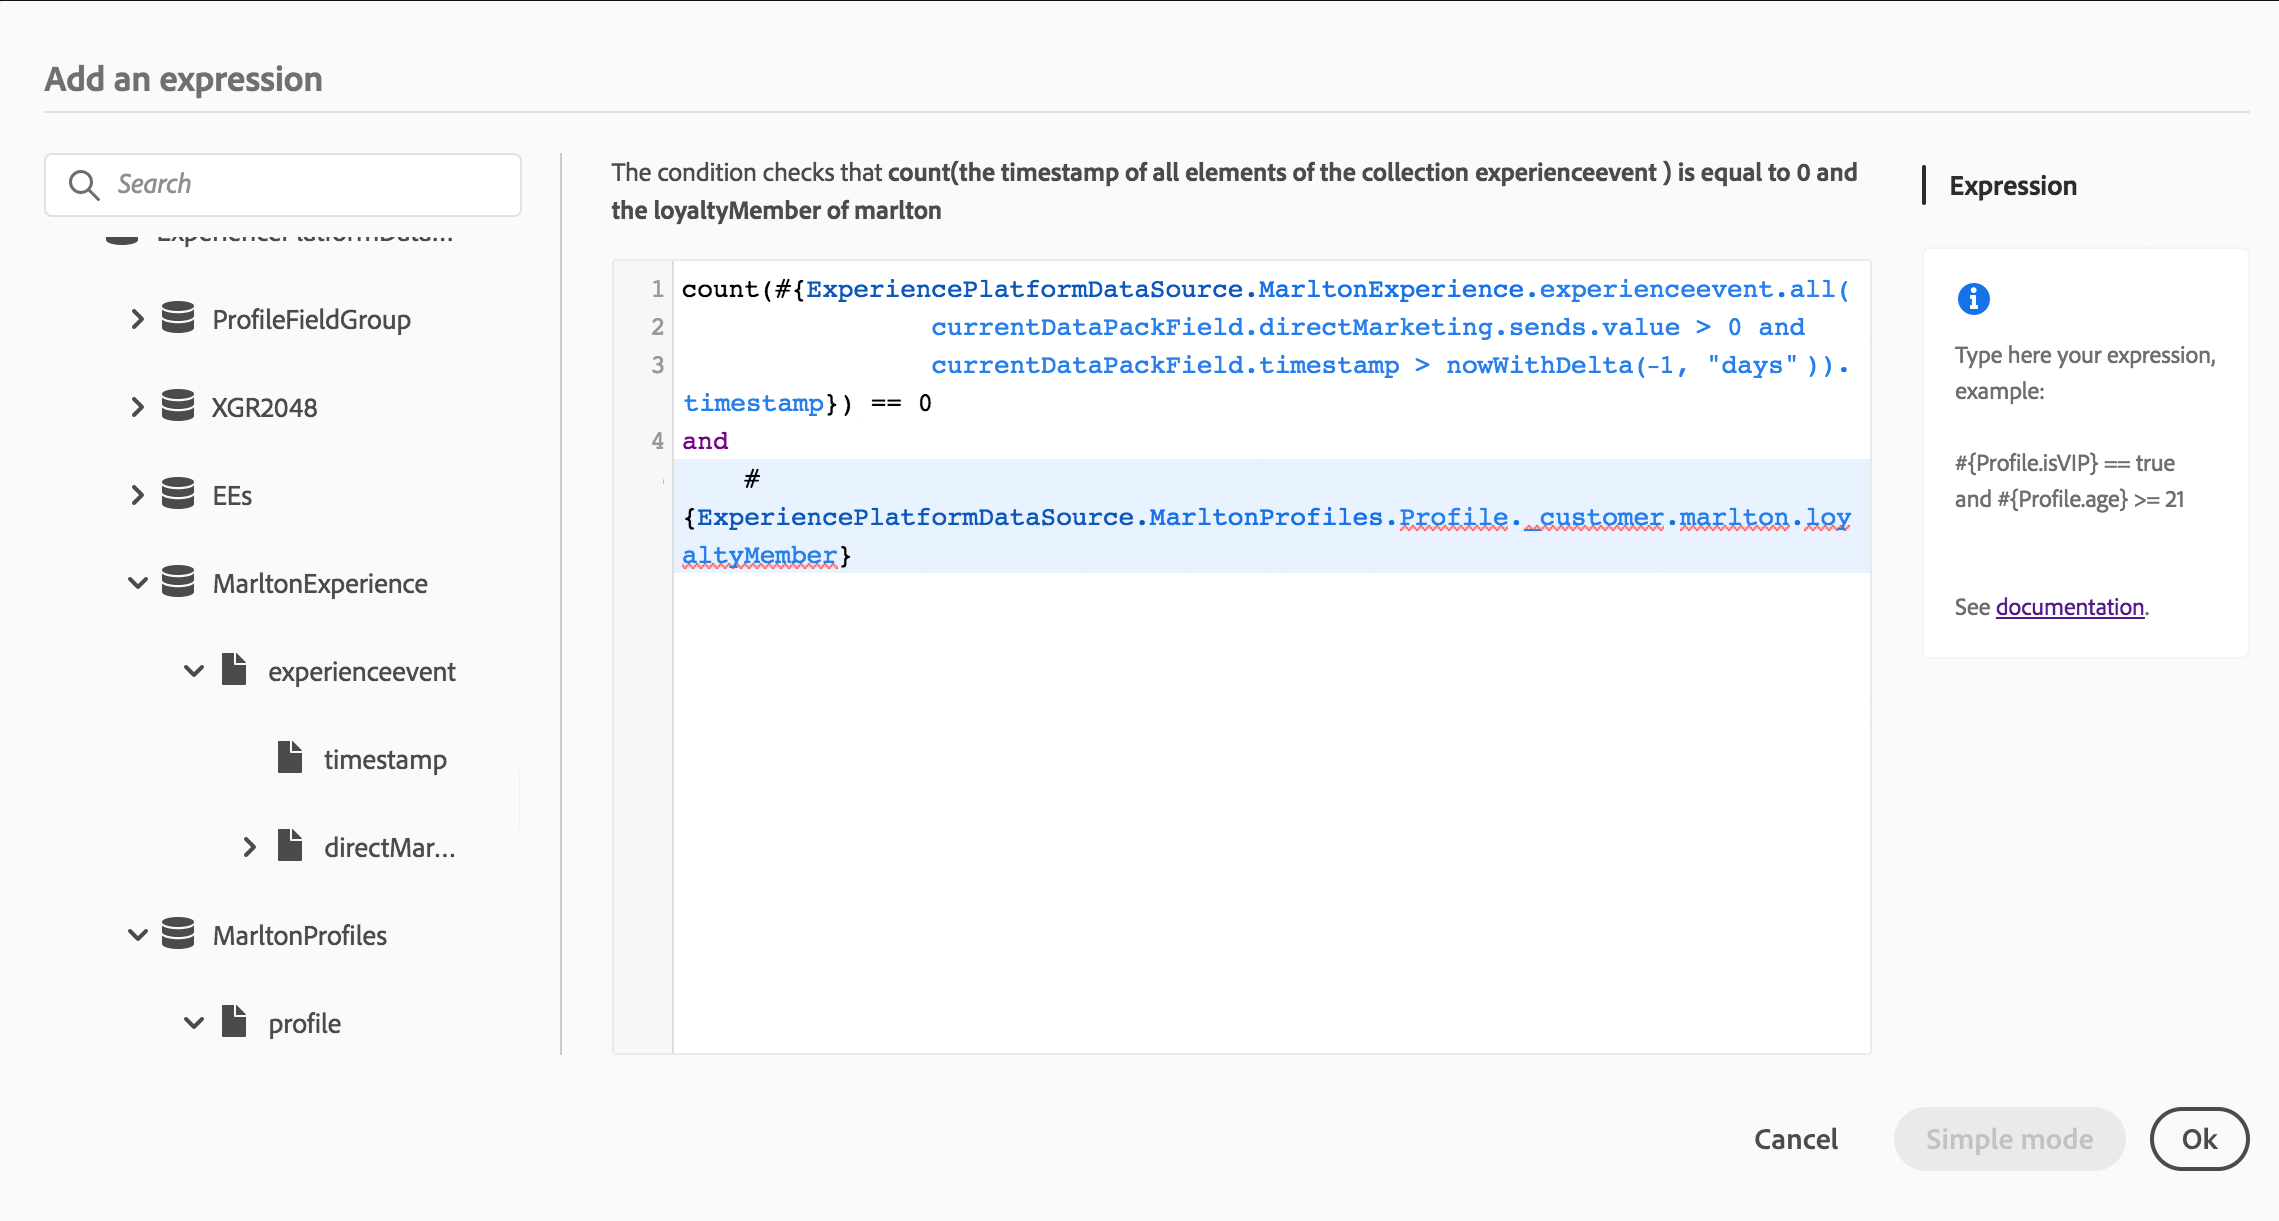 Add an expression
Search
ExperiencePlatformData...
ProfileFieldGroup
XGR2048
EEs
MarltonExperience
experienceevent
timestamp
directMar...
MarltonProfiles
profile
The condition checks that count(the timestamp of all elements of the collection experienceevent ) is equal to 0 and
the loyaltyMember of marlton
1 count(#{ExperiencePlatformDataSource.MarltonExperience.experienceevent.all(
2 currentDataPackField.directMarketing.sends.value > 0 and
3 currentDataPackField.timestamp > nowWithDelta(-1, "days" )).
timestamp}) == 0
4 and
#
{ExperiencePlatformDataSource.MarltonProfiles.Profile._customer.marlton.loy
altyMember}
Expression
Type here your expression,
example:
#{Profile.isVIP} == true
and #{Profile.age} >= 21
See documentation.
Cancel
Simple mode
Ok